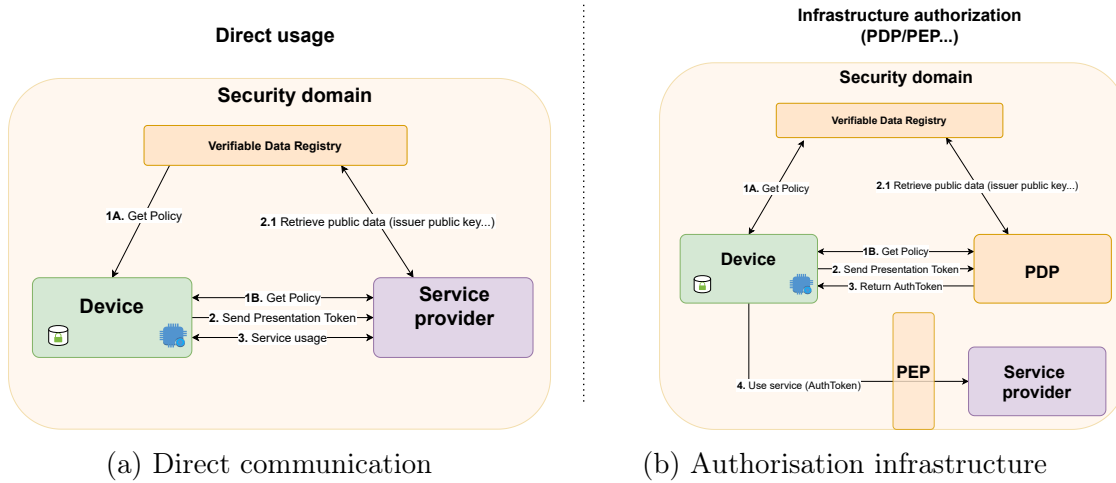 Direct usage
Security domain
Verifiable Data Registry
1A. Get Policy
2.1 Retrieve public data (issuer public key...)
Device
1B. Get Policy
2. Send Presentation Token
3. Service usage
Service
provider
(a) Direct communication
Infrastructure authorization
(PDP/PEP...)
Security domain
Verifiable Data Registry
1A. Get Policy
2.1 Retrieve public data (issuer public key...)
Device
1B. Get Policy
2. Send Presentation Token
3. Return AuthToken
PDP
4. Use service (AuthToken)
PEP
Service
provider
(b) Authorisation infrastructure